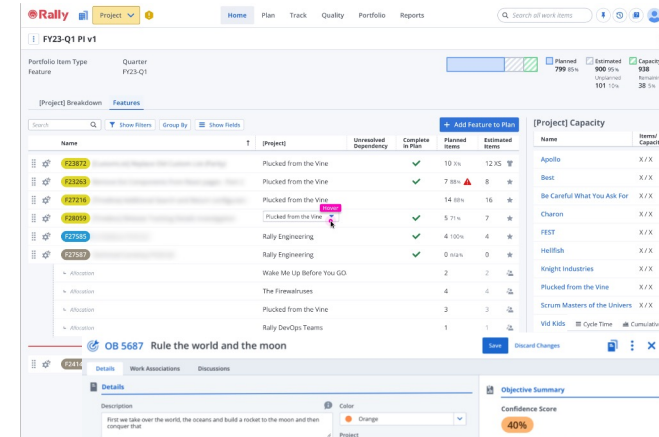 Rally Project Home Plan Track Quality Portfolio Reports Search all work items
FY23-Q1 PI v1
Portfolio Item Type Quarter
Feature FY23-Q1
Planned Estimated Capacity
799 85% 900 95% 938
Unplanned
101 10% 38 5%
[Project] Breakdown Features
Search Show Filters Group By Show Fields + Add Feature to Plan
[Project] Capacity
Name [Project] Unresolved Dependency Complete in Plan Planned Items Estimated Items
Name Items/
F23872 Plucked from the Vine 10 X% 12 XS
Apollo X / X
F23263 Plucked from the Vine 7 88% 8
Best X / X
F27216 Plucked from the Vine 14 88% 16
Be Careful What You Ask For X / X
Hover
F28059 Plucked from the Vine 5 71% 7
Charon X / X
F27585 Rally Engineering 4 100% 4
FEST X / X
F27587 Rally Engineering 0 n/a% 0
Hellfish X / X
Allocation Wake Me Up Before You GO 2 2
Knight Industries X / X
Allocation The Firewalruses 4 4
Plucked from the Vine X / X
Allocation Plucked from the Vine 3 3
Scrum Masters of the Univers X / X
Allocation Rally DevOps Teams 1 1
Vid Kids Cycle Time Cumulativ
OB 5687 Rule the world and the moon Save Discard Changes
F2414
Details Work Associations Discussions
Details
Objective Summary
Description Color
Confidence Score
First we take over the world, the oceans and build a rocket to the moon and then
conquer that
Orange
40%
Project